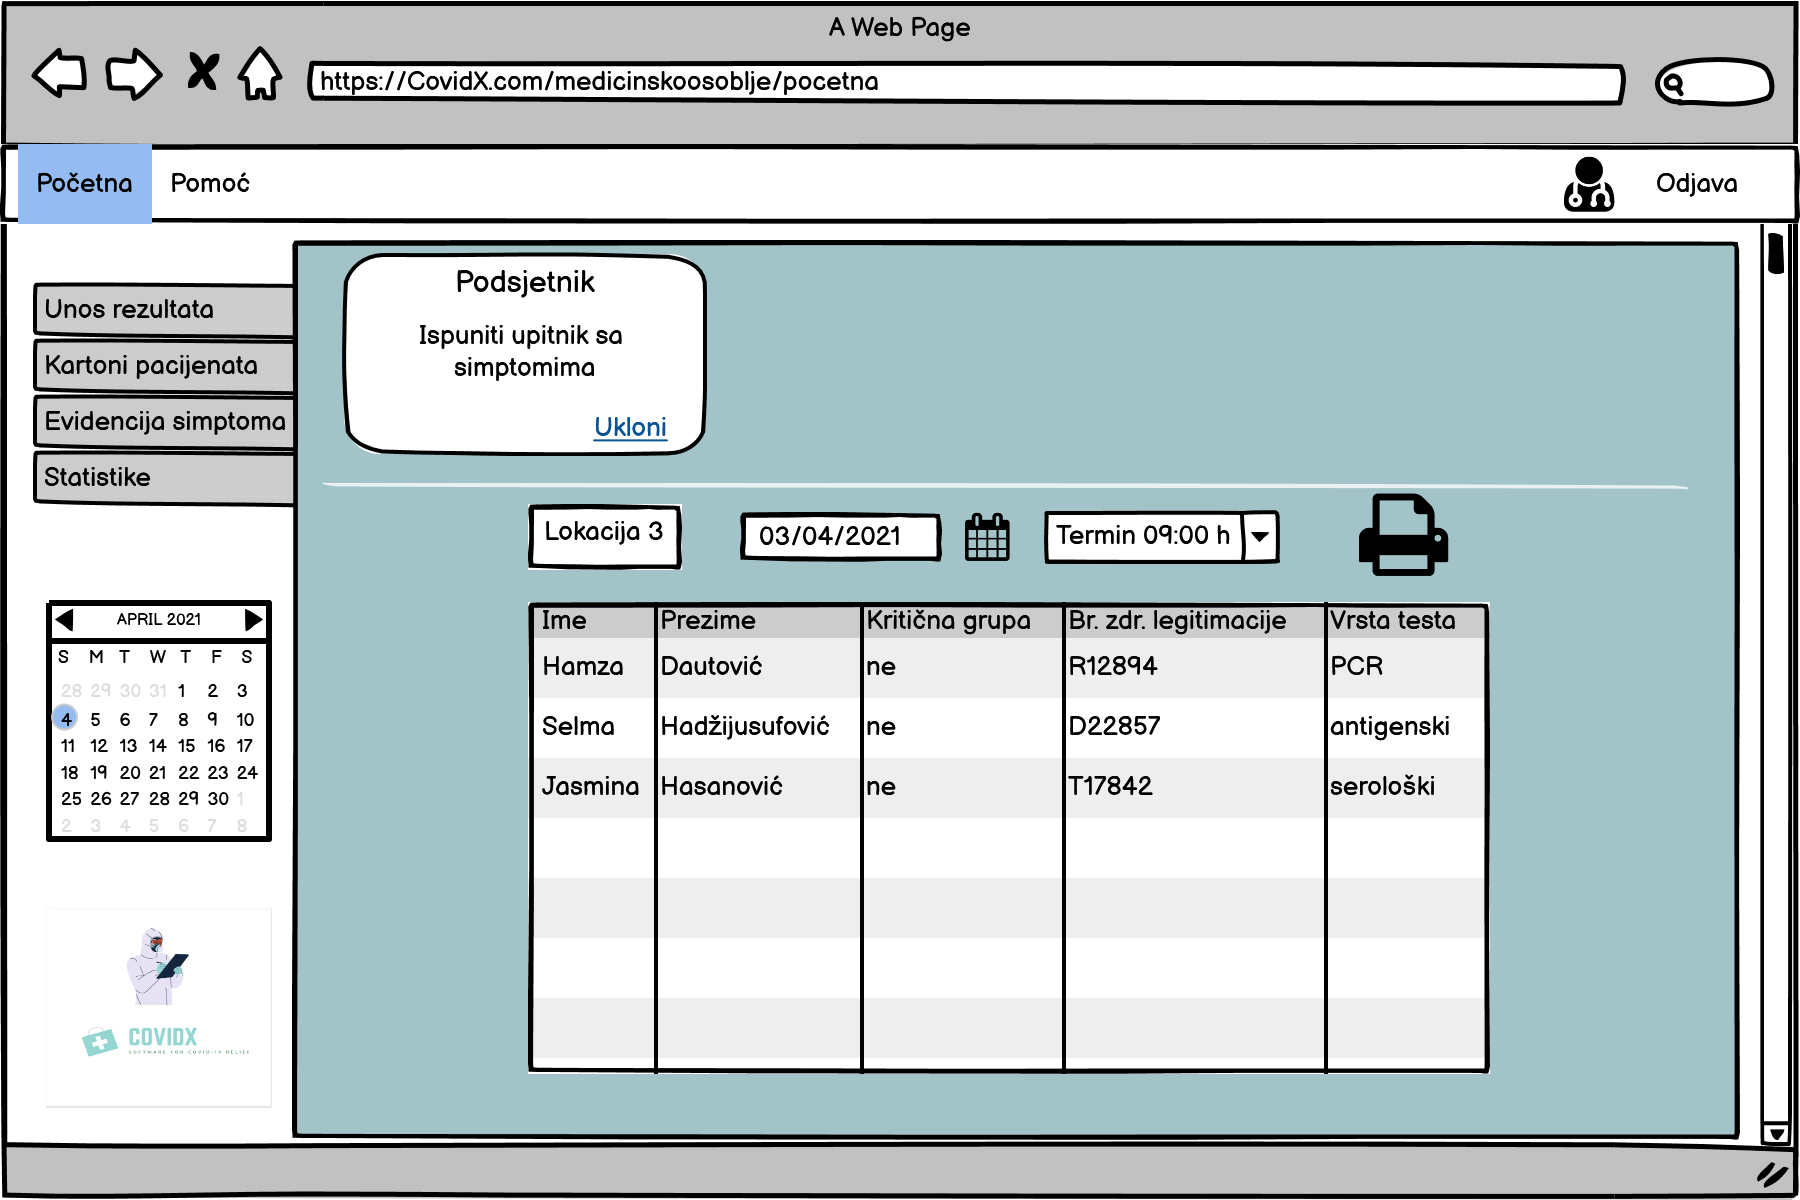 A Web Page
https://CovidX.com/medicinskoosoblje/pocetna
Početna
Pomoć
Odjava
Unos rezultata
Kartoni pacijenata
Evidencija simptoma
Statistike
Podsjetnik
Ispuniti upitnik sa
simptomima
Ukloni
Lokacija 3
03/04/2021
Termin 09:00 h
Ime Prezime Kritična grupa Br. zdr. legitimacije Vrsta testa
Hamza Dautović ne R12894 PCR
Selma Hadžijusufović ne D22857 antigenski
Jasmina Hasanović ne T17842 serološki
APRIL 2021
S M T W T F S
28 29 30 31 1 2 3
4 5 6 7 8 9 10
11 12 13 14 15 16 17
18 19 20 21 22 23 24
25 26 27 28 29 30 1
2 3 4 5 6 7 8
COVIDX
SOFTWARE FOR COVID-19 RELIEF